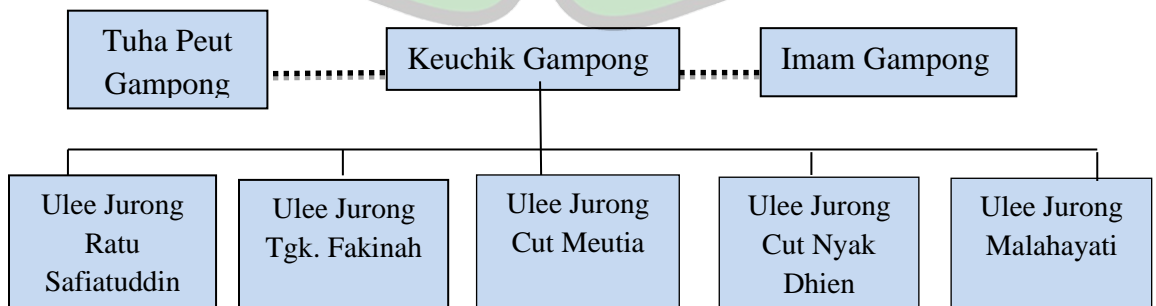 Tuha Peut
Gampong
Keuchik Gampong
Imam Gampong
Ulee Jurong
Ratu
Safiatuddin
Ulee Jurong
Tgk. Fakinah
Ulee Jurong
Cut Meutia
Ulee Jurong
Cut Nyak
Dhien
Ulee Jurong
Malahayati